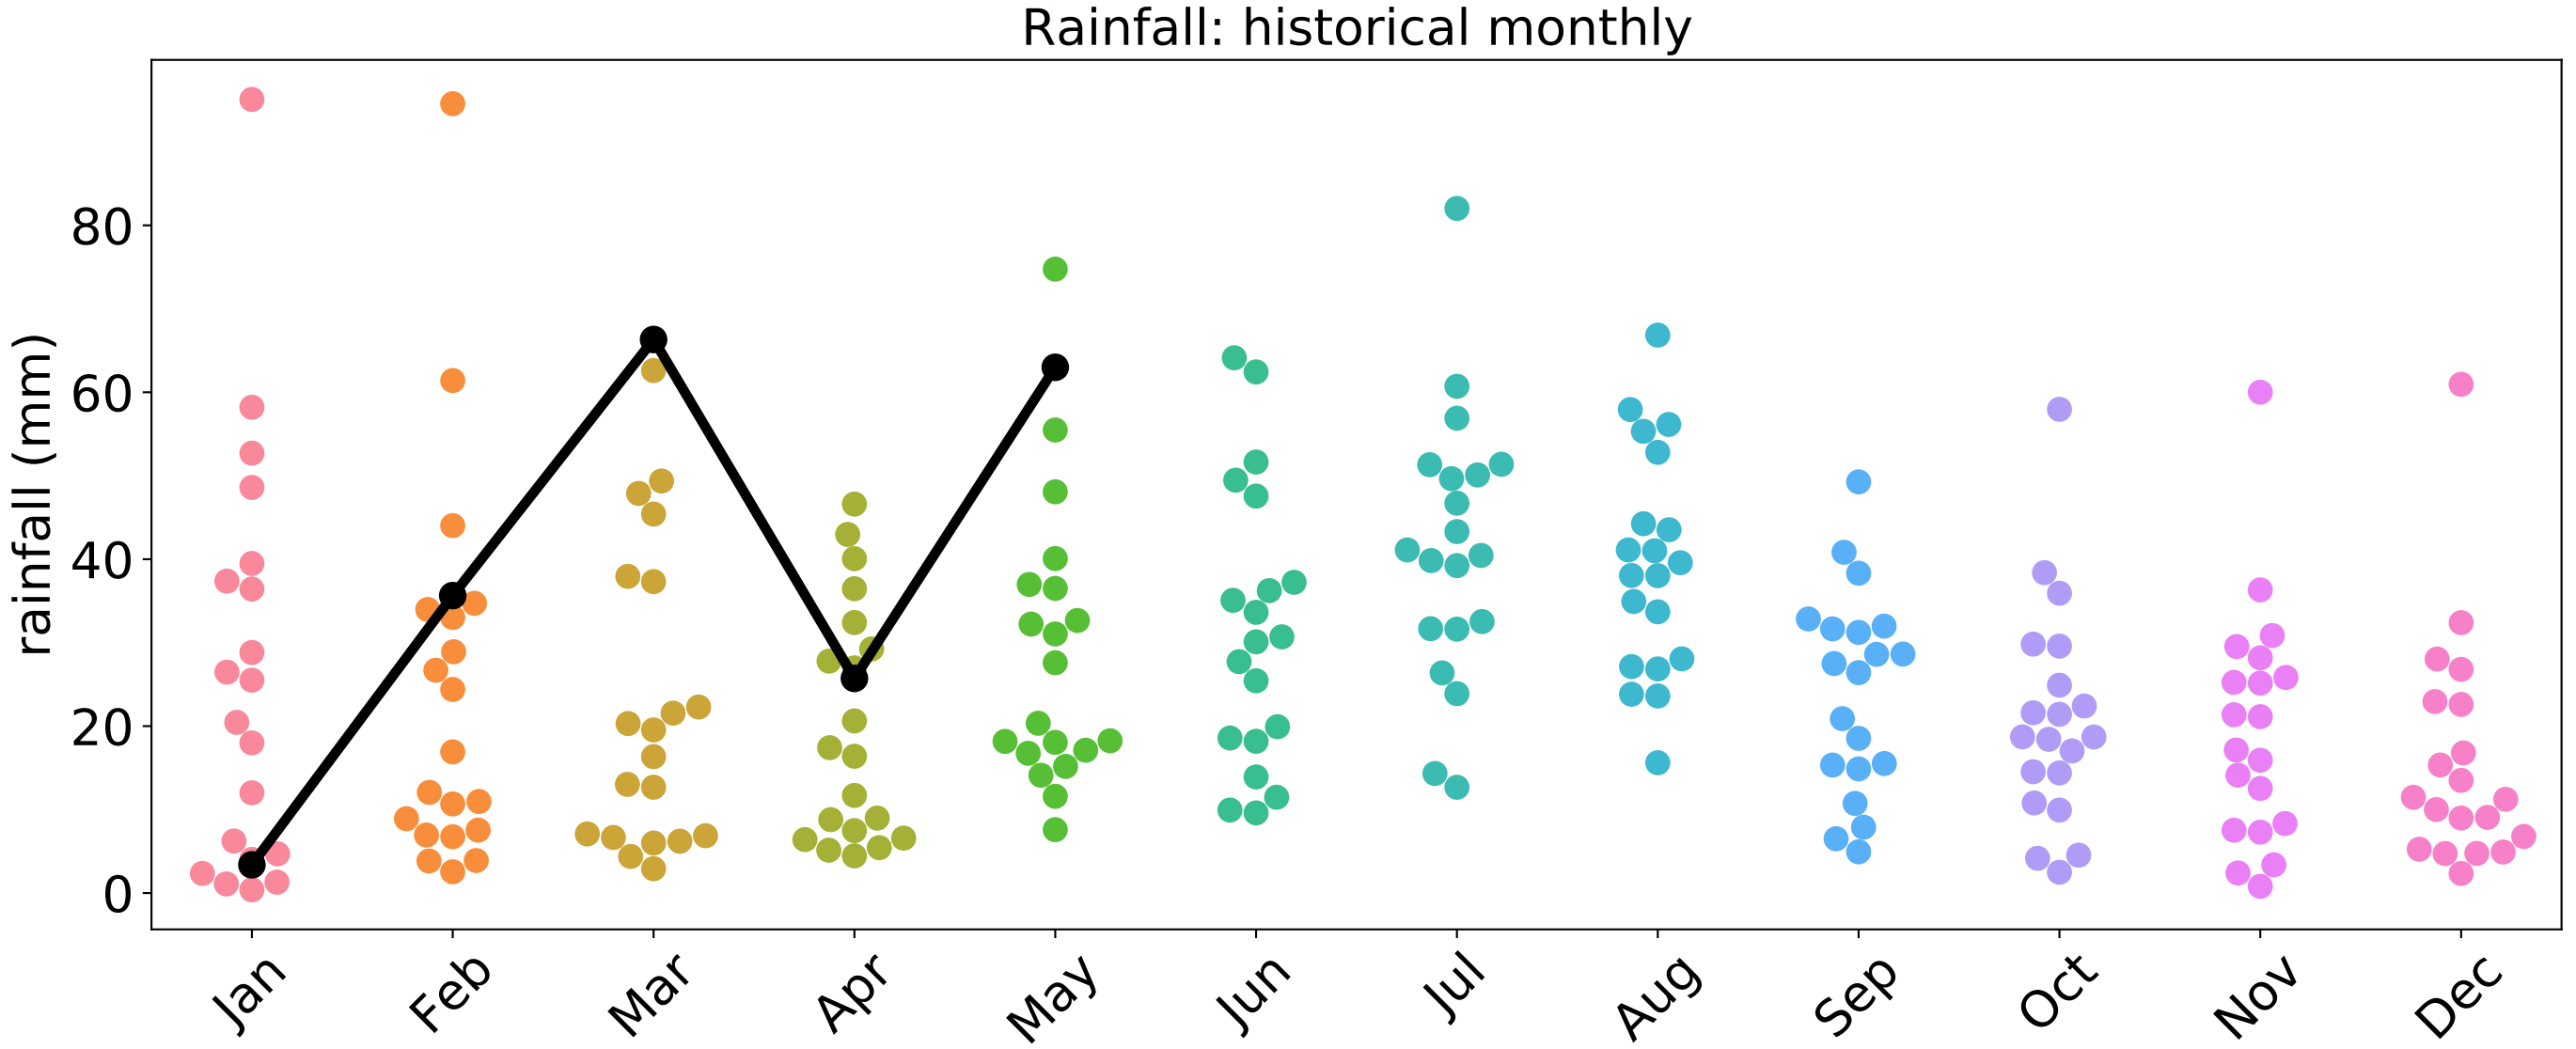 Rainfall: historical monthly
rainfall (mm)
80
60
40
20
0
Jan
Feb
Mar
Apr
May
Jun
Jul
Aug
Sep
Oct
Nov
Dec